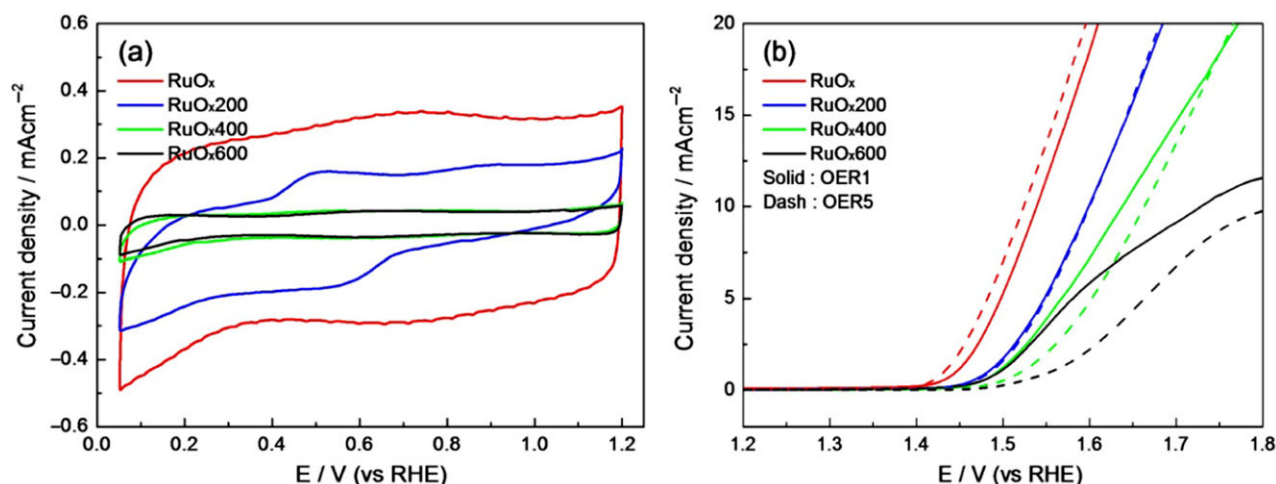 (a)
RuOₓ
RuOₓ200
RuOₓ400
RuOₓ600
Current density / mAcm⁻²
0.6
0.4
0.2
0.0
–0.2
–0.4
–0.6
0.0 0.2 0.4 0.6 0.8 1.0 1.2
E / V (vs RHE)
(b)
RuOₓ
RuOₓ200
RuOₓ400
RuOₓ600
Solid : OER1
Dash : OER5
Current density / mAcm⁻²
20
15
10
5
0
1.2 1.3 1.4 1.5 1.6 1.7 1.8
E / V (vs RHE)